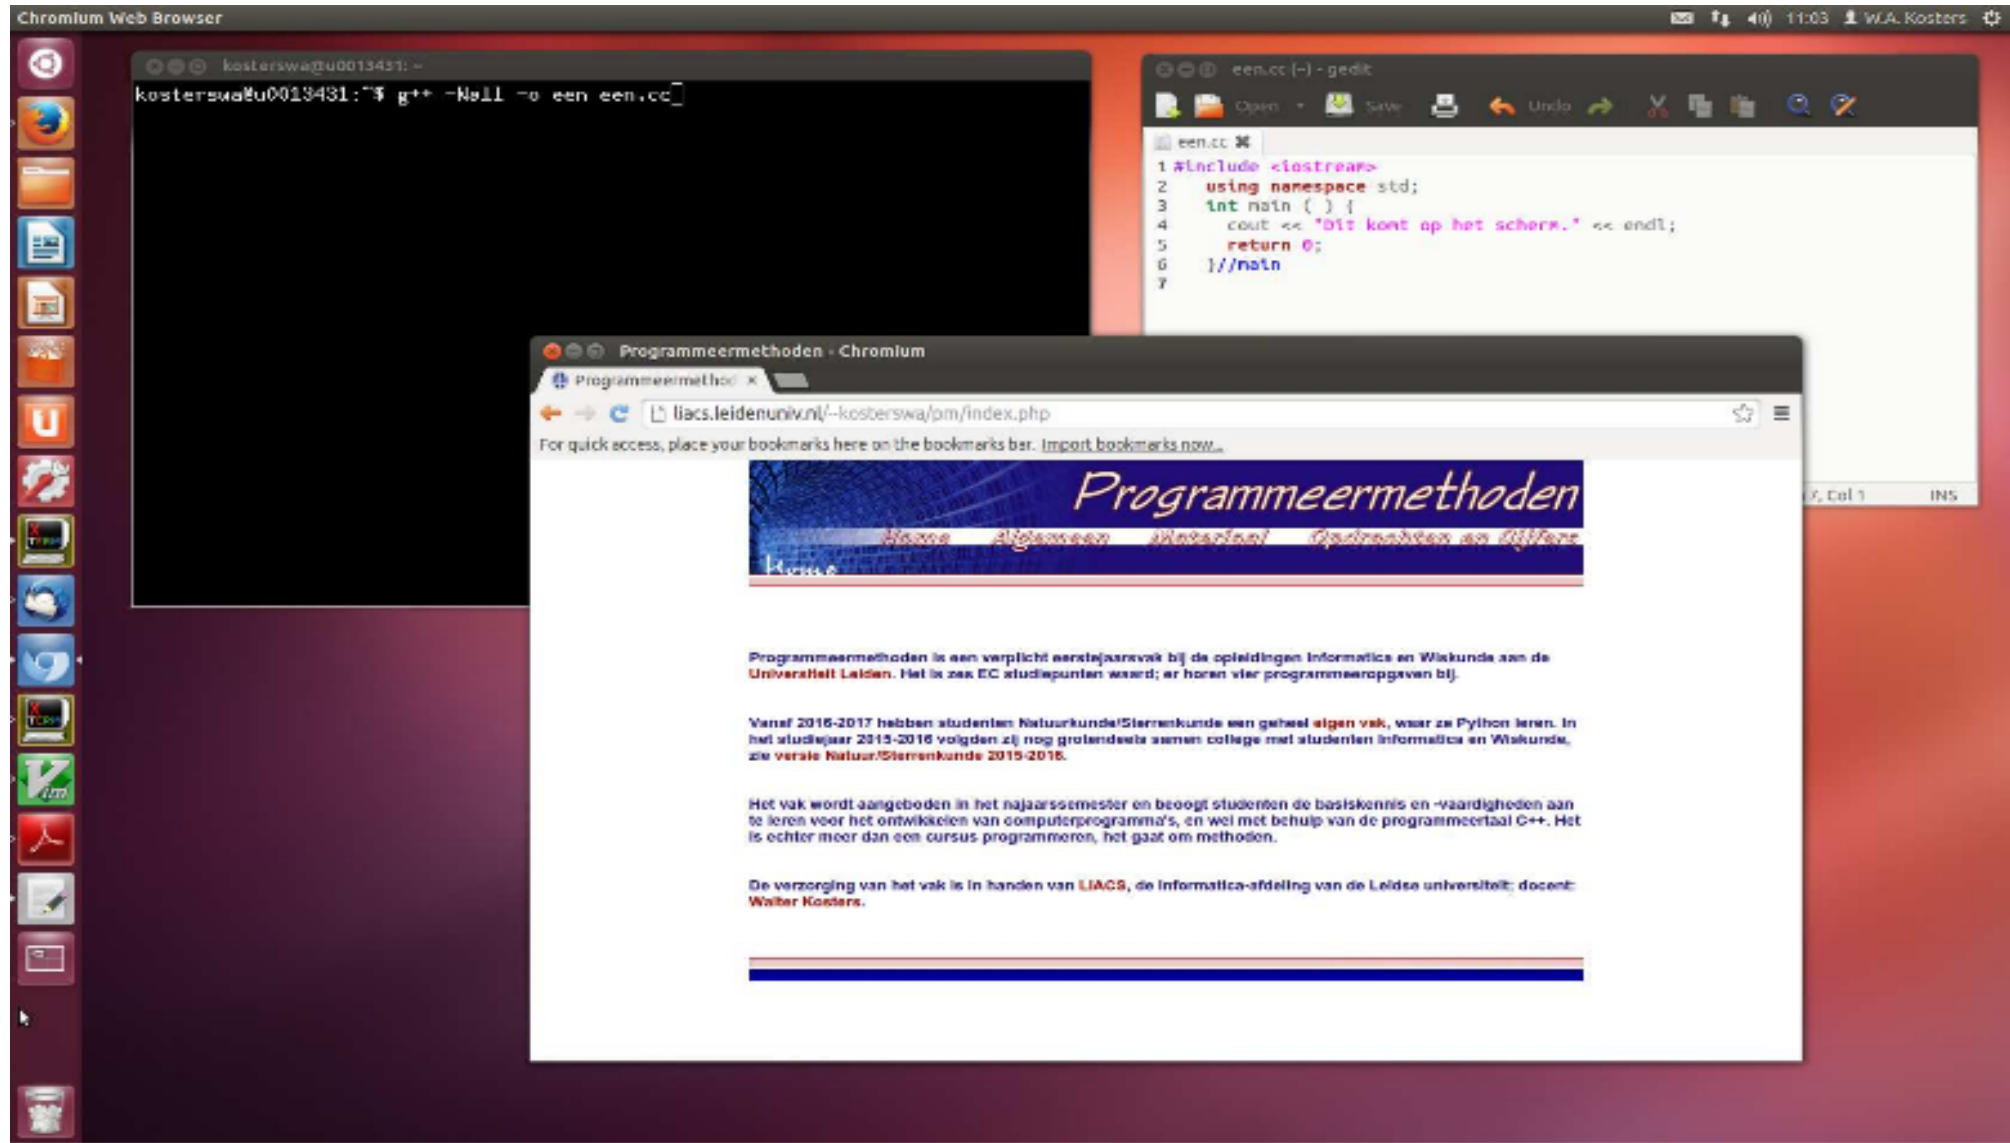 Chromium Web Browser
11:03 W.A. Kosters
kosterswa@u0013431: ~
kosterswa@u0013431:~$ g++ -Wall -o een een.cc
een.cc (~) - gedit
Open Save Undo
een.cc
1 #include <iostream>
2 using namespace std;
3 int main ( ) {
4 cout << "Dit komt op het scherm." << endl;
5 return 0;
6 }//main
7
Programmeermethoden - Chromium
Programmeermethod
liacs.leidenuniv.nl/~kosterswa/pm/index.php
For quick access, place your bookmarks here on the bookmarks bar. Import bookmarks now...
Programmeermethoden
Home Algemeen Materiaal Opdrachten en Cijfers
Home
7, Col 1 INS
Programmeermethoden is een verplicht eerstejaarsvak bij de opleidingen Informatica en Wiskunde aan de
Universiteit Leiden. Het is zes EC studiepunten waard; er horen vier programmeeropgaven bij.
Vanaf 2016-2017 hebben studenten Natuurkunde/Sterrenkunde een geheel eigen vak, waar ze Python leren. In
het studiejaar 2015-2016 volgden zij nog grotendeels samen college met studenten Informatica en Wiskunde,
zie versie Natuur/Sterrenkunde 2015-2016.
Het vak wordt aangeboden in het najaarssemester en beoogt studenten de basiskennis en -vaardigheden aan
te leren voor het ontwikkelen van computerprogramma's, en wel met behulp van de programmeertaal C++. Het
is echter meer dan een cursus programmeren, het gaat om methoden.
De verzorging van het vak is in handen van LIACS, de informatica-afdeling van de Leidse universiteit; docent:
Walter Kosters.